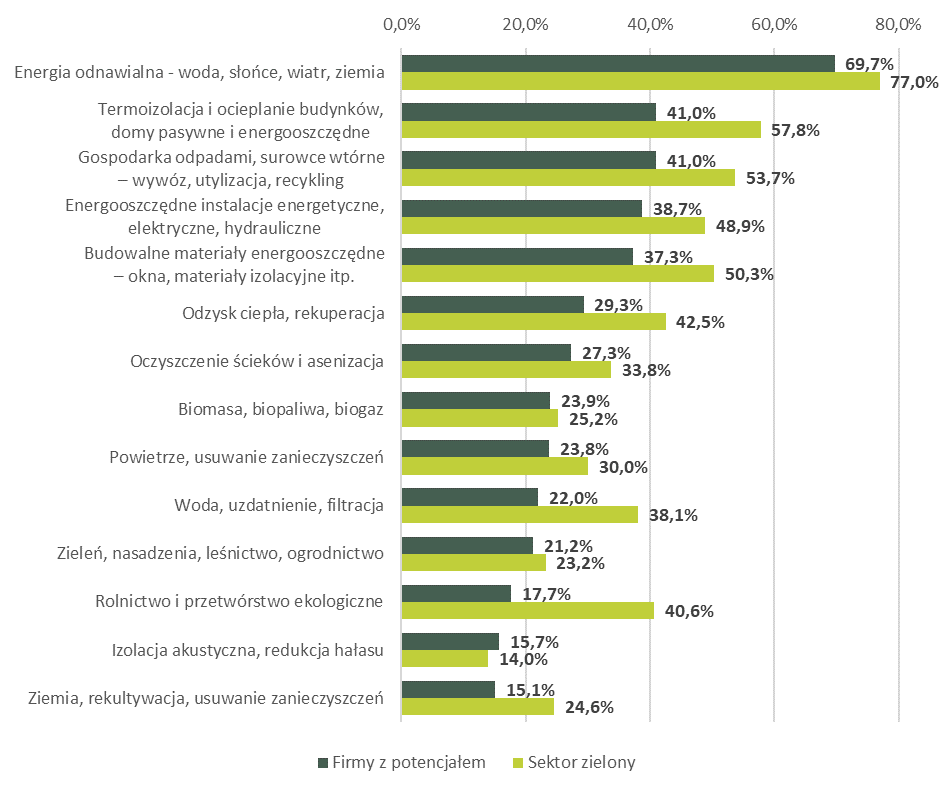 0,0% 20,0% 40,0% 60,0% 80,0%
Energia odnawialna - woda, słońce, wiatr, ziemia
69,7%
77,0%
Termoizolacja i ocieplanie budynków,
domy pasywne i energooszczędne
41,0%
57,8%
Gospodarka odpadami, surowce wtórne
– wywóz, utylizacja, recykling
41,0%
53,7%
Energooszczędne instalacje energetyczne,
elektryczne, hydrauliczne
38,7%
48,9%
Budowalne materiały energooszczędne
– okna, materiały izolacyjne itp.
37,3%
50,3%
Odzysk ciepła, rekuperacja
29,3%
42,5%
Oczyszczenie ścieków i asenizacja
27,3%
33,8%
Biomasa, biopaliwa, biogaz
23,9%
25,2%
Powietrze, usuwanie zanieczyszczeń
23,8%
30,0%
Woda, uzdatnienie, filtracja
22,0%
38,1%
Zieleń, nasadzenia, leśnictwo, ogrodnictwo
21,2%
23,2%
Rolnictwo i przetwórstwo ekologiczne
17,7%
40,6%
Izolacja akustyczna, redukcja hałasu
15,7%
14,0%
Ziemia, rekultywacja, usuwanie zanieczyszczeń
15,1%
24,6%
Firmy z potencjałem Sektor zielony